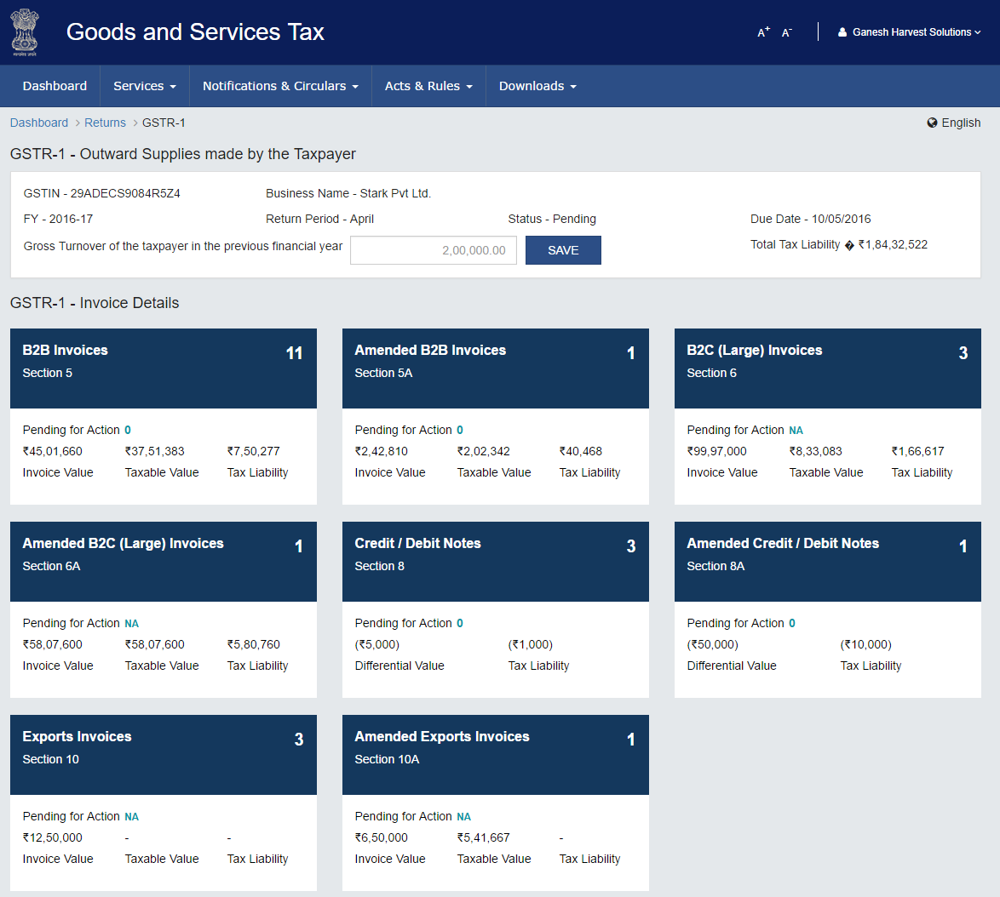 Goods and Services Tax
A+ A-
Ganesh Harvest Solutions
Dashboard Services Notifications & Circulars Acts & Rules Downloads
Dashboard > Returns > GSTR-1
English
GSTR-1 - Outward Supplies made by the Taxpayer
GSTIN - 29ADECS9084R5Z4 Business Name - Stark Pvt Ltd.
FY - 2016-17 Return Period - April Status - Pending Due Date - 10/05/2016
Gross Turnover of the taxpayer in the previous financial year 2,00,000.00 SAVE Total Tax Liability � ₹1,84,32,522
GSTR-1 - Invoice Details
B2B Invoices 11
Section 5
Pending for Action 0
₹45,01,660 ₹37,51,383 ₹7,50,277
Invoice Value Taxable Value Tax Liability
Amended B2B Invoices 1
Section 5A
Pending for Action 0
₹2,42,810 ₹2,02,342 ₹40,468
Invoice Value Taxable Value Tax Liability
B2C (Large) Invoices 3
Section 6
Pending for Action NA
₹99,97,000 ₹8,33,083 ₹1,66,617
Invoice Value Taxable Value Tax Liability
Amended B2C (Large) Invoices 1
Section 6A
Pending for Action NA
₹58,07,600 ₹58,07,600 ₹5,80,760
Invoice Value Taxable Value Tax Liability
Credit / Debit Notes 3
Section 8
Pending for Action 0
(₹5,000) (₹1,000)
Differential Value Tax Liability
Amended Credit / Debit Notes 1
Section 8A
Pending for Action 0
(₹50,000) (₹10,000)
Differential Value Tax Liability
Exports Invoices 3
Section 10
Pending for Action NA
₹12,50,000 - -
Invoice Value Taxable Value Tax Liability
Amended Exports Invoices 1
Section 10A
Pending for Action NA
₹6,50,000 ₹5,41,667 -
Invoice Value Taxable Value Tax Liability